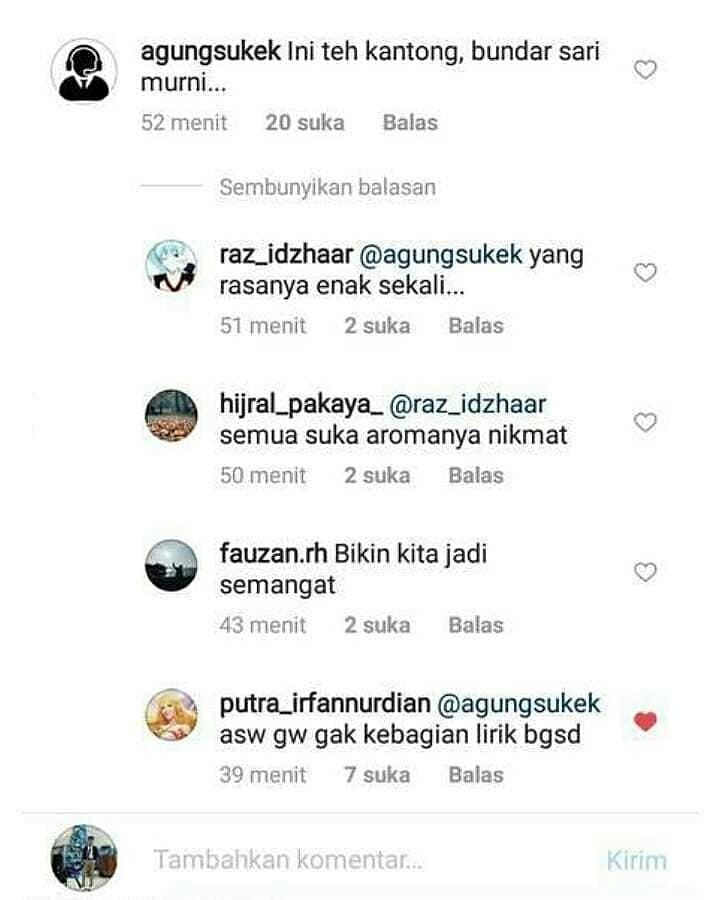 agungsukek Ini teh kantong, bundar sari
murni...
52 menit 20 suka Balas
Sembunyikan balasan
raz_idzhaar @agungsukek yang
rasanya enak sekali...
51 menit 2 suka Balas
hijral_pakaya_ @raz_idzhaar
semua suka aromanya nikmat
50 menit 2 suka Balas
fauzan.rh Bikin kita jadi
semangat
43 menit 2 suka Balas
putra_irfannurdian @agungsukek
asw gw gak kebagian lirik bgsd
39 menit 7 suka Balas
Tambahkan komentar... Kirim